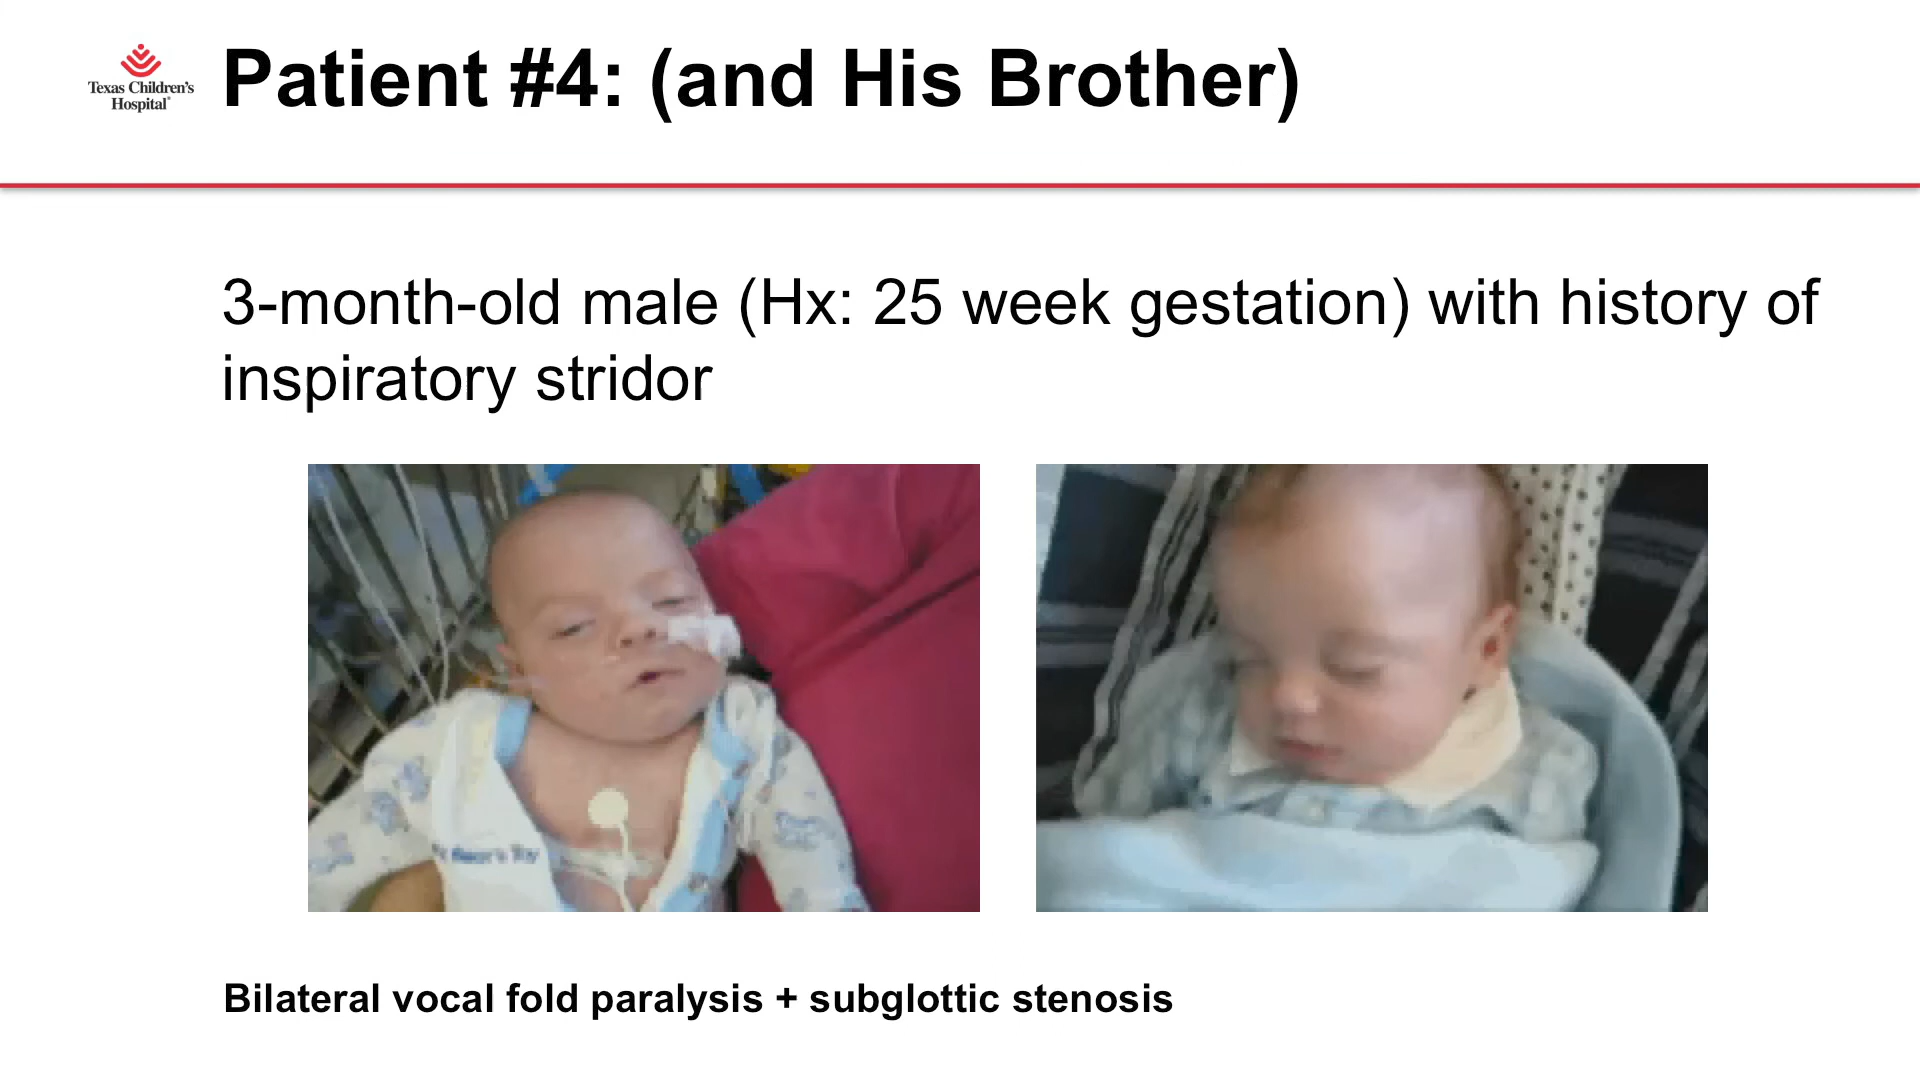 Texas Children's
Hospital
Patient #4: (and His Brother)
3-month-old male (Hx: 25 week gestation) with history of
inspiratory stridor
Bilateral vocal fold paralysis + subglottic stenosis